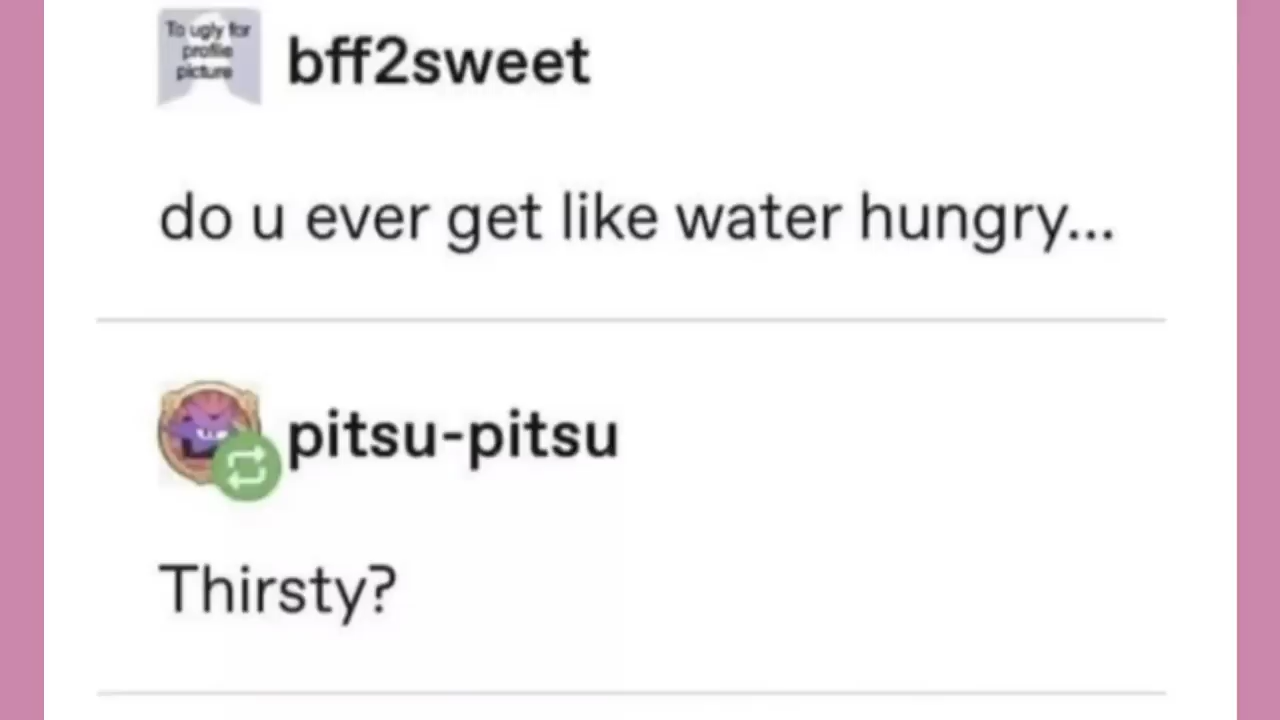 To ugly for
profile
picture
bff2sweet
do u ever get like water hungry...
pitsu-pitsu
Thirsty?